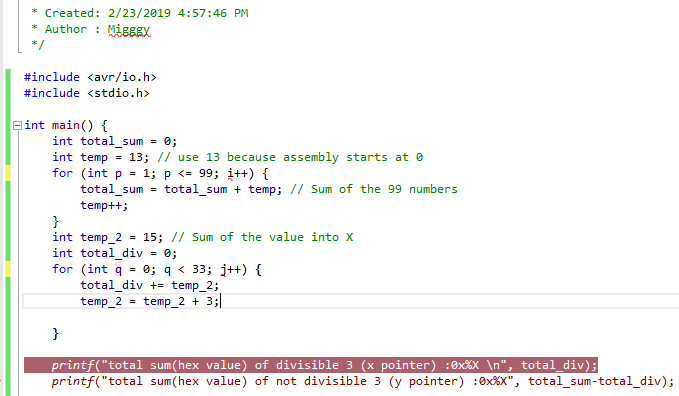 * Created: 2/23/2019 4:57:46 PM
* Author : Migggy
*/
#include <avr/io.h>
#include <stdio.h>
int main() {
int total_sum = 0;
int temp = 13; // use 13 because assembly starts at 0
for (int p = 1; p <= 99; i++) {
total_sum = total_sum + temp; // Sum of the 99 numbers
temp++;
}
int temp_2 = 15; // Sum of the value into X
int total_div = 0;
for (int q = 0; q < 33; j++) {
total_div += temp_2;
temp_2 = temp_2 + 3;
}
printf("total sum(hex value) of divisible 3 (x pointer) :0x%X \n", total_div);
printf("total sum(hex value) of not divisible 3 (y pointer) :0x%X", total_sum-total_div);